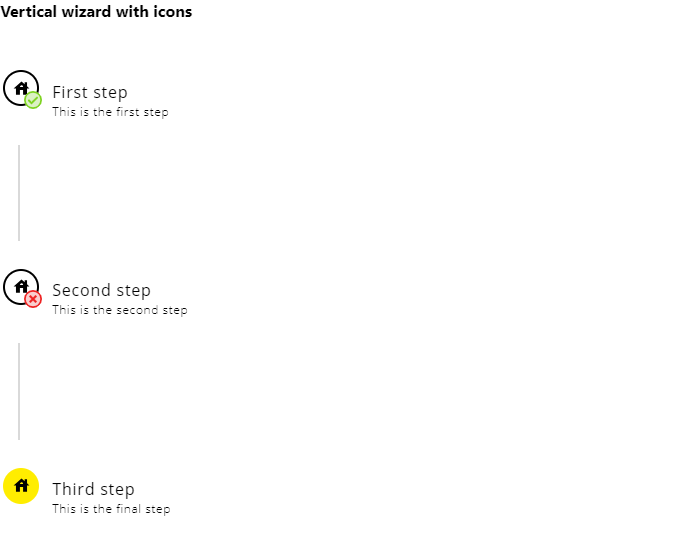 Vertical wizard with icons
First step
This is the first step
Second step
This is the second step
Third step
This is the final step